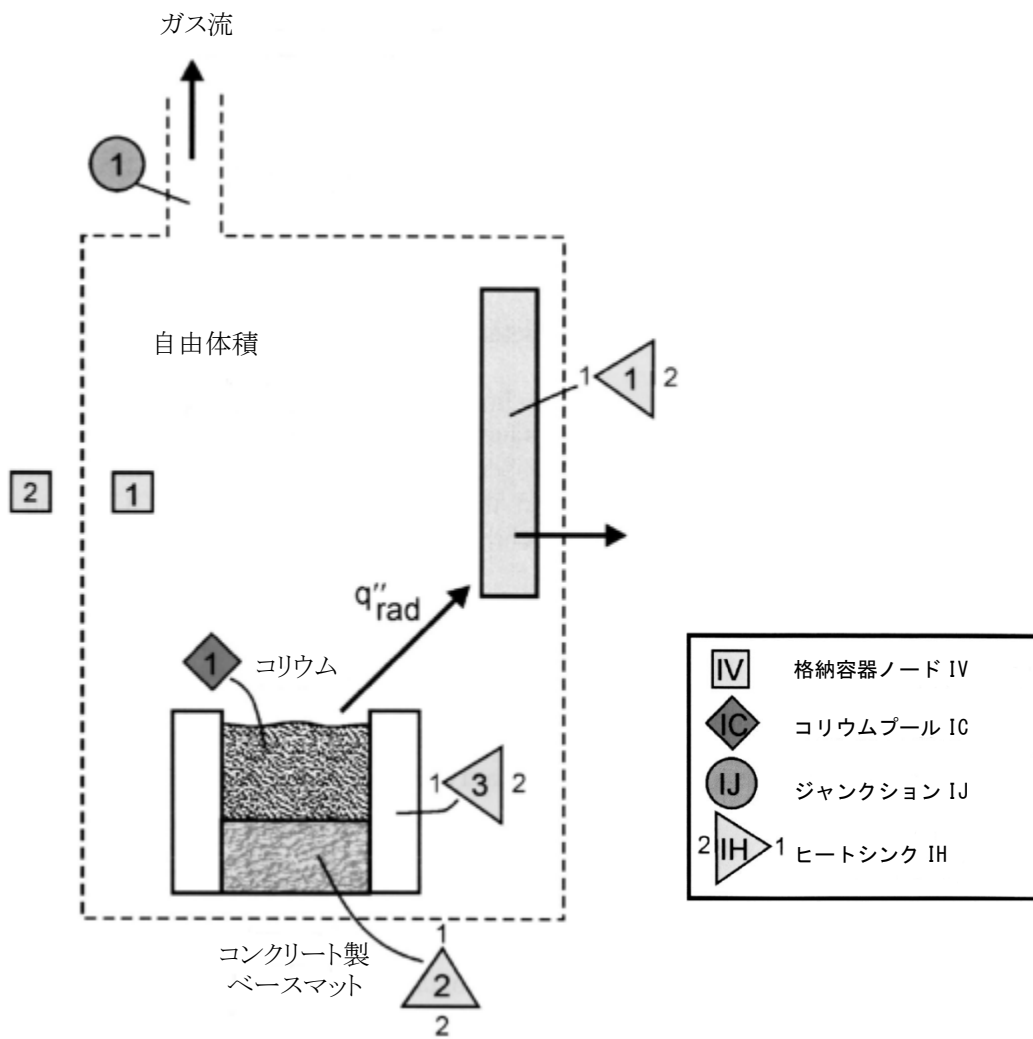 ガス流
1
自由体積
1 1 2
2 1
q″rad
1 コリウム
1 3 2
コンクリート製
ベースマット
1
2
2
IV 格納容器ノード IV
IC コリウムプール IC
IJ ジャンクション IJ
2 IH 1 ヒートシンク IH